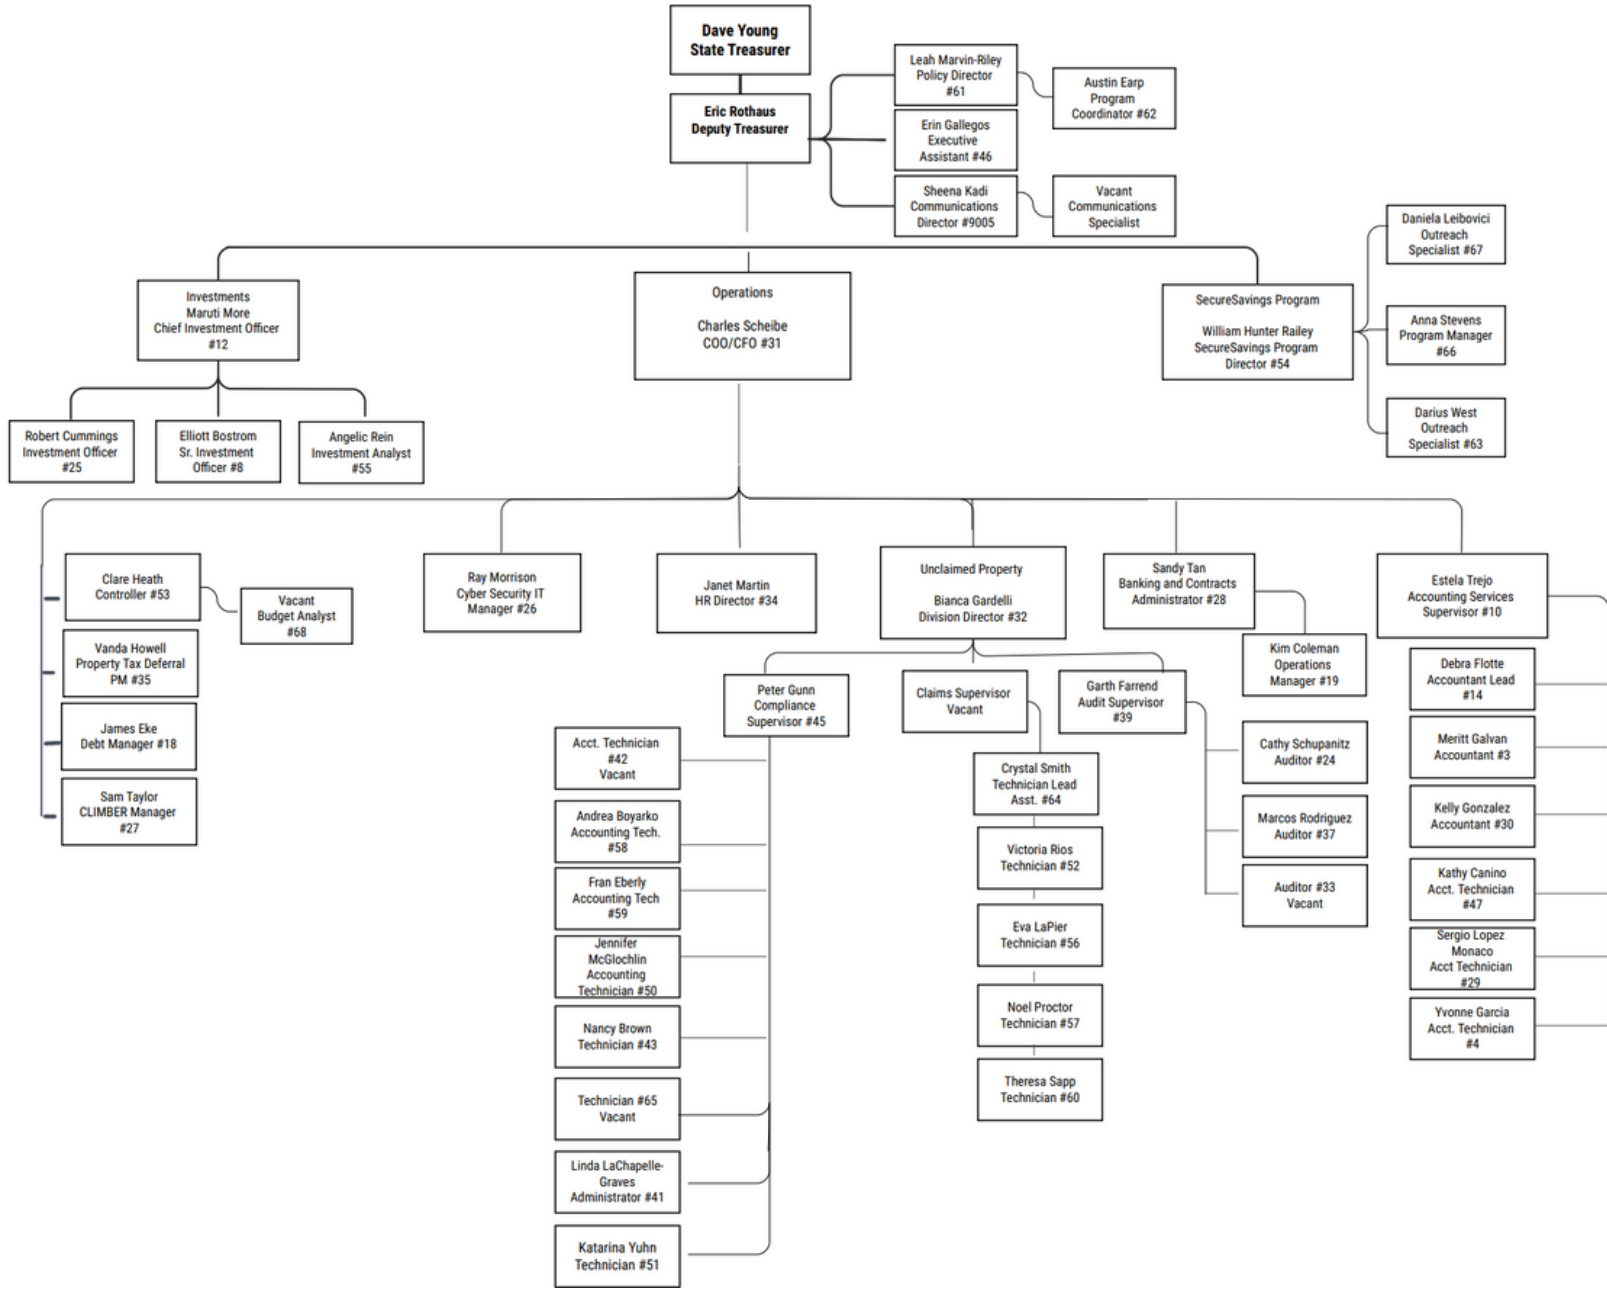 Dave Young
State Treasurer
Eric Rothaus
Deputy Treasurer
Leah Marvin-Riley
Policy Director
#61
Austin Earp
Program
Coordinator #62
Erin Gallegos
Executive
Assistant #46
Sheena Kadi
Communications
Director #9005
Vacant
Communications
Specialist
Investments
Maruti More
Chief Investment Officer
#12
Operations
Charles Scheibe
COO/CFO #31
SecureSavings Program
William Hunter Railey
SecureSavings Program
Director #54
Daniela Leibovici
Outreach
Specialist #67
Anna Stevens
Program Manager
#66
Darius West
Outreach
Specialist #63
Robert Cummings
Investment Officer
#25
Elliott Bostrom
Sr. Investment
Officer #8
Angelic Rein
Investment Analyst
#55
Clare Heath
Controller #53
Vacant
Budget Analyst
#68
Vanda Howell
Property Tax Deferral
PM #35
James Eke
Debt Manager #18
Sam Taylor
CLIMBER Manager
#27
Ray Morrison
Cyber Security IT
Manager #26
Janet Martin
HR Director #34
Unclaimed Property
Bianca Gardelli
Division Director #32
Sandy Tan
Banking and Contracts
Administrator #28
Kim Coleman
Operations
Manager #19
Estela Trejo
Accounting Services
Supervisor #10
Peter Gunn
Compliance
Supervisor #45
Claims Supervisor
Vacant
Garth Farrend
Audit Supervisor
#39
Acct. Technician
#42
Vacant
Andrea Boyarko
Accounting Tech.
#58
Fran Eberly
Accounting Tech
#59
Jennifer
McGlochlin
Accounting
Technician #50
Nancy Brown
Technician #43
Technician #65
Vacant
Linda LaChapelle-
Graves
Administrator #41
Katarina Yuhn
Technician #51
Crystal Smith
Technician Lead
Asst. #64
Victoria Rios
Technician #52
Eva LaPier
Technician #56
Noel Proctor
Technician #57
Theresa Sapp
Technician #60
Cathy Schupanitz
Auditor #24
Marcos Rodriguez
Auditor #37
Auditor #33
Vacant
Debra Flotte
Accountant Lead
#14
Meritt Galvan
Accountant #3
Kelly Gonzalez
Accountant #30
Kathy Canino
Acct. Technician
#47
Sergio Lopez
Monaco
Acct Technician
#29
Yvonne Garcia
Acct. Technician
#4